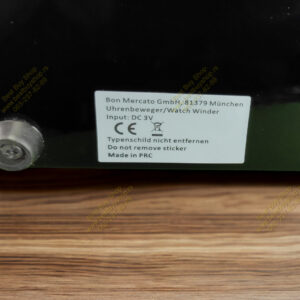 Bon Mercato GmbH, 81379 München
Uhrenbeweger/Watch Winder
Input: DC 3V
CE
Typenschild nicht entfernen
Do not remove sticker
Made in PRC